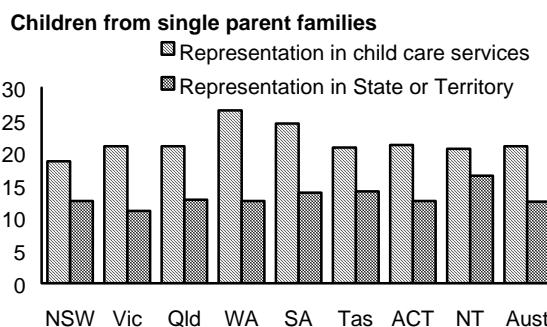 Children from single parent families
Representation in child care services
Representation in State or Territory
30
25
20
15
10
5
0
NSW Vic Qld WA SA Tas ACT NT Aust